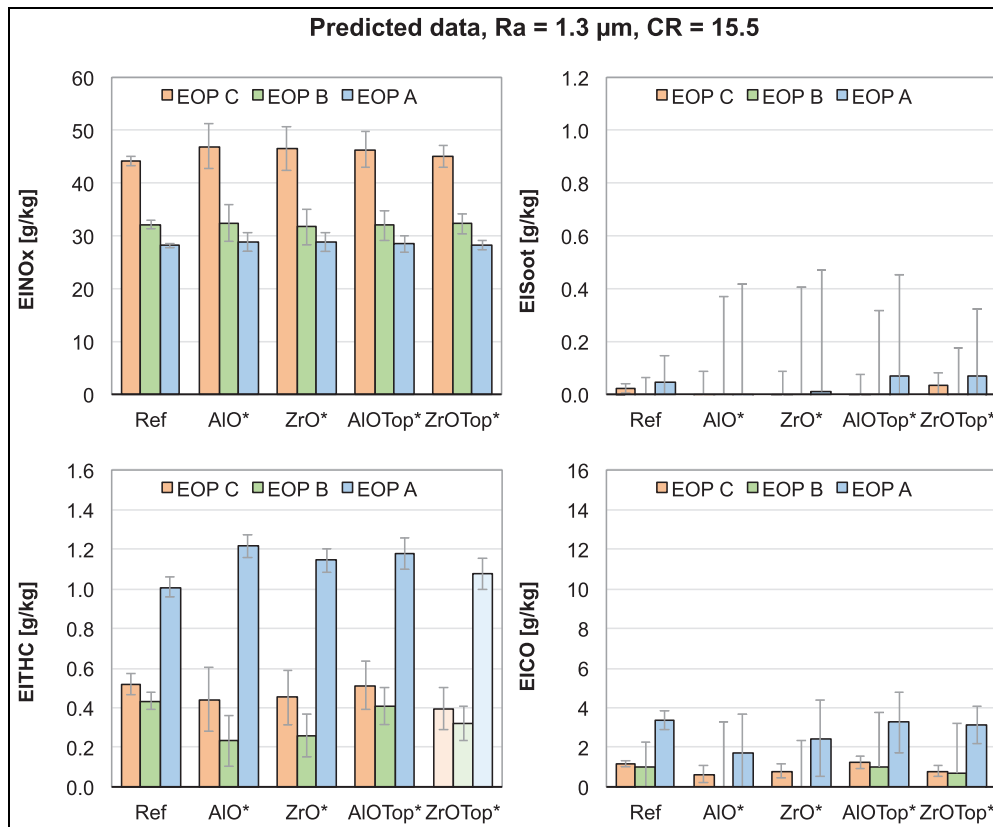 Predicted data, Ra = 1.3 µm, CR = 15.5
EINOx [g/kg]
60
50
40
30
20
10
0
EOP C EOP B EOP A
Ref AlO* ZrO* AlOTop* ZrOTop*
EISoot [g/kg]
1.2
1.0
0.8
0.6
0.4
0.2
0.0
EOP C EOP B EOP A
Ref AlO* ZrO* AlOTop* ZrOTop*
EITHC [g/kg]
1.6
1.4
1.2
1.0
0.8
0.6
0.4
0.2
0.0
EOP C EOP B EOP A
Ref AlO* ZrO* AlOTop* ZrOTop*
EICO [g/kg]
16
14
12
10
8
6
4
2
0
EOP C EOP B EOP A
Ref AlO* ZrO* AlOTop* ZrOTop*